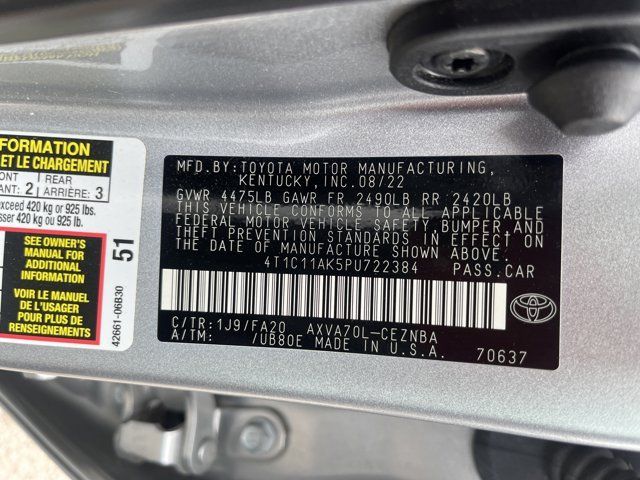 FORMATION
ET LE CHARGEMENT
ONT | REAR
ANT: 2 | ARRIÈRE: 3
exceed 420 kg or 925 lbs.
sser 420 kg ou 925 lb.
SEE OWNER'S
MANUAL FOR
ADDITIONAL
INFORMATION
VOIR LE MANUEL
DE L'USAGER
POUR PLUS DE
RENSEIGNEMENTS
51
42661-06B30
MFD.BY:TOYOTA MOTOR MANUFACTURING,
KENTUCKY, INC.08/22
GVWR 4475LB GAWR FR 2490LB RR 2420LB
THIS VEHICLE CONFORMS TO ALL APPLICABLE
FEDERAL MOTOR VEHICLE SAFETY,BUMPER,AND
THEFT PREVENTION STANDARDS IN EFFECT ON
THE DATE OF MANUFACTURE SHOWN ABOVE.
4T1C11AK5PU722384 PASS.CAR
C/TR:1J9/FA20 AXVA70L-CEZNBA
A/TM: /UB80E MADE IN U.S.A. 70637